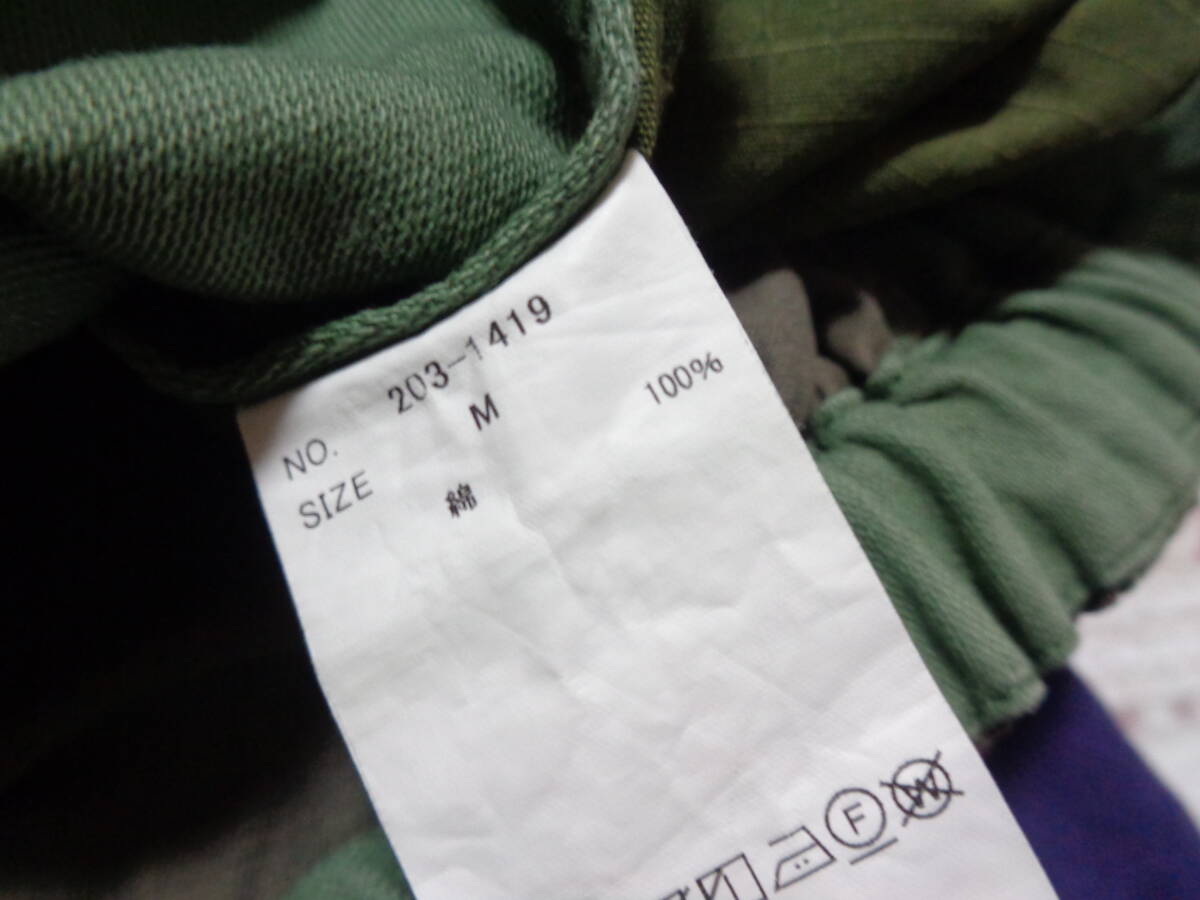 NO. 203-1419
SIZE M
綿 100%
F W